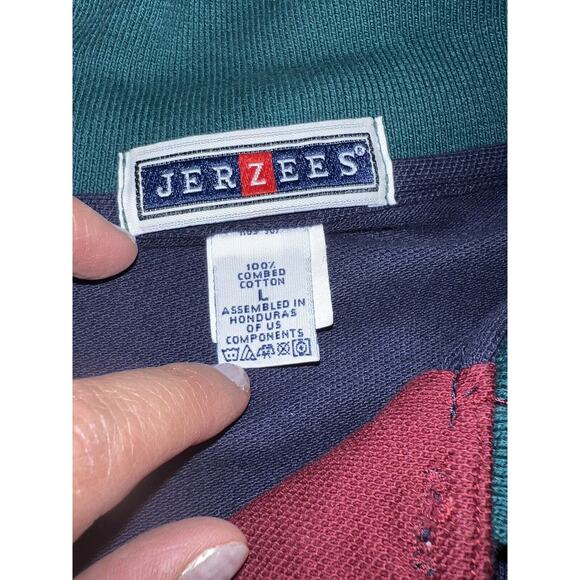 JERZEES®
100%
COMBED
COTTON
L
ASSEMBLED IN
HONDURAS
OF US
COMPONENTS